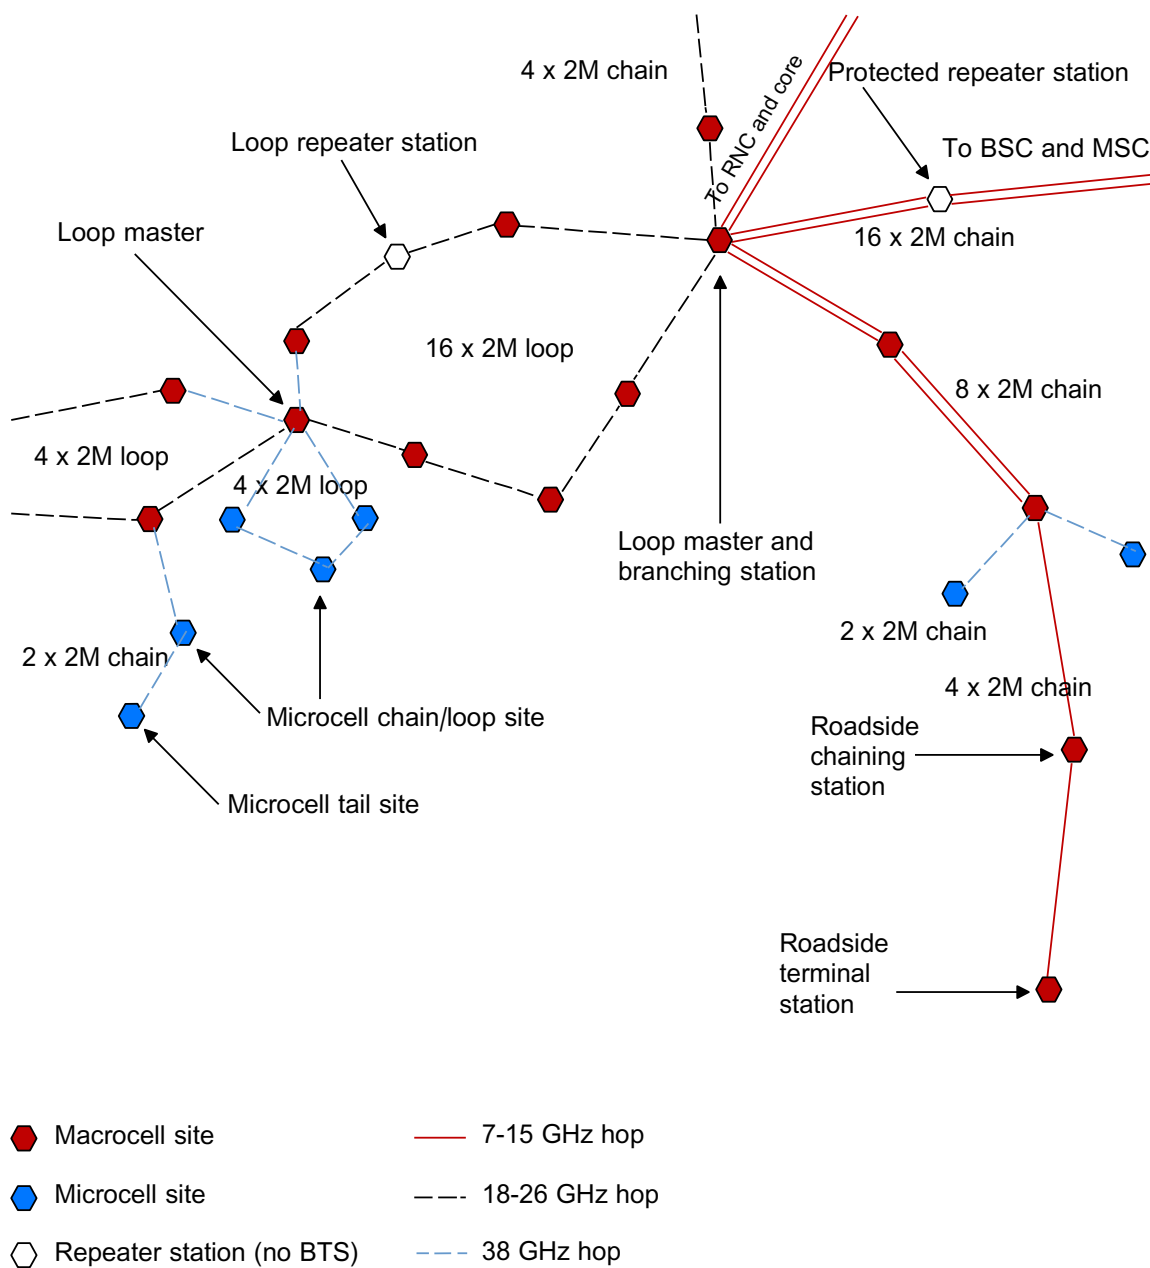 4 x 2M chain
To RNC and core
Protected repeater station
Loop repeater station
To BSC and MSC
Loop master
16 x 2M chain
16 x 2M loop
8 x 2M chain
4 x 2M loop
4 x 2M loop
Loop master and
branching station
2 x 2M chain
2 x 2M chain
4 x 2M chain
Microcell chain/loop site
Roadside
chaining
station
Microcell tail site
Roadside
terminal
station
Macrocell site
7-15 GHz hop
Microcell site
18-26 GHz hop
Repeater station (no BTS)
38 GHz hop